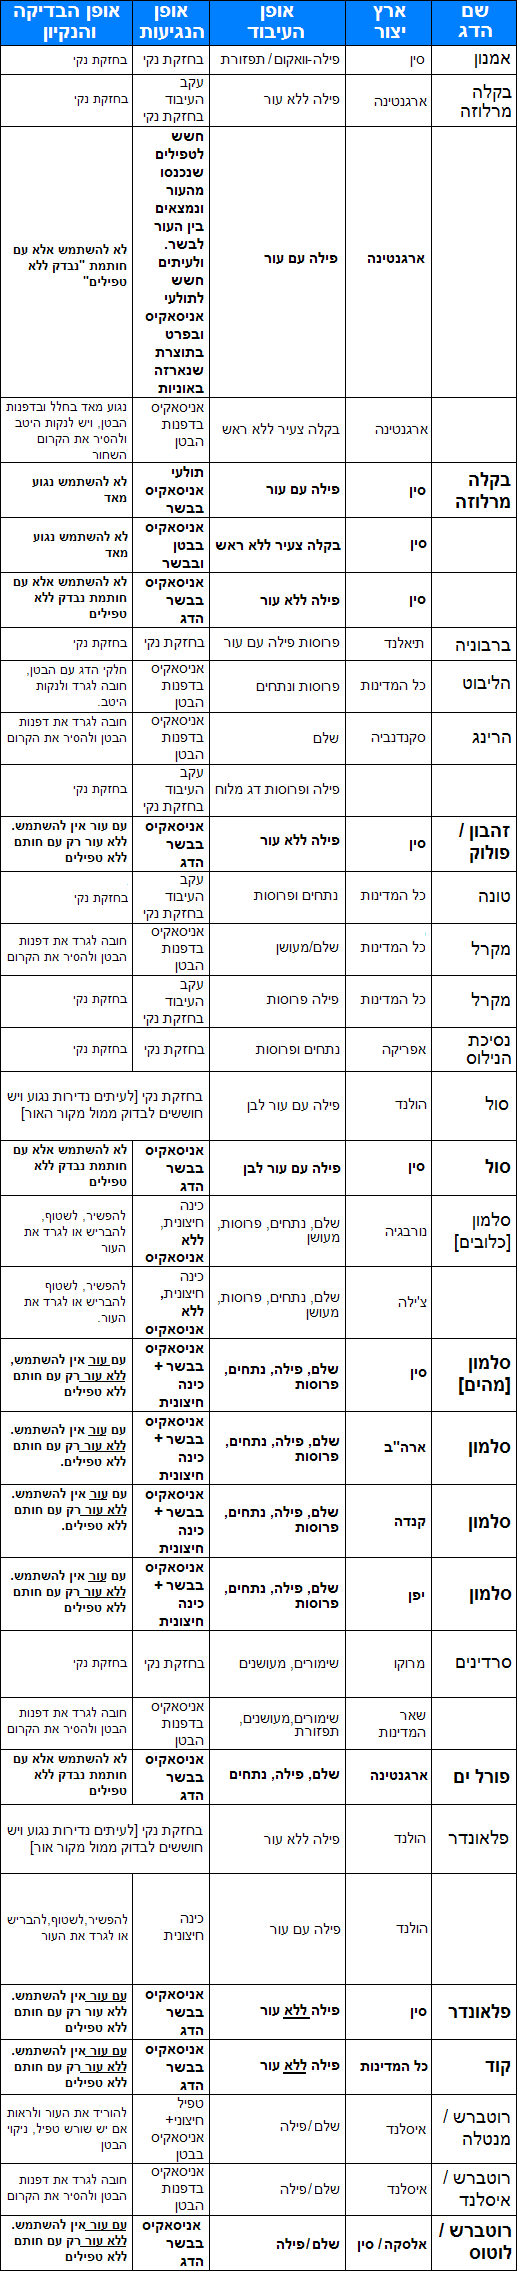 שם הדג	ארץ יצור	אופן העיבוד	אופן הנגיעות	אופן הבדיקה והנקיון
אמנון	סין	פילה-וואקום / תפזורת	בחזקת נקי	בחזקת נקי
בקלה מרלוזה	ארגנטינה	פילה ללא עור	עקב העיבוד בחזקת נקי	בחזקת נקי
ארגנטינה	פילה עם עור	חשש לטפילים שנכנסו מהעור ונמצאים בין העור לבשר. ולעיתים חשש לתולעי אניסאקיס ובפרט בתוצרת שנארזה באוניות	לא להשתמש אלא עם חותמת "נבדק ללא טפילים"
ארגנטינה	בקלה צעיר ללא ראש	אניסאקיס בדפנות הבטן	נגוע מאד בחלל ובדפנות הבטן, ויש לנקות היטב ולהסיר את הקרום השחור
בקלה מרלוזה	סין	פילה עם עור	תולעי אניסאקיס בבשר	לא להשתמש נגוע מאד
סין	בקלה צעיר ללא ראש	אניסאקיס בבטן ובבשר	לא להשתמש נגוע מאד
סין	פילה ללא עור	אניסאקיס בבשר הדג	לא להשתמש אלא עם חותמת נבדק ללא טפילים
ברבוניה	תיאלנד	פרוסות פילה עם עור	בחזקת נקי	בחזקת נקי
הליבוט	כל המדינות	פרוסות ונתחים	אניסאקיס בדפנות הבטן	חלקי הדג עם הבטן, חובה לגרד ולנקות היטב.
הרינג	סקנדנביה	שלם	אניסאקיס בדפנות הבטן	חובה לגרד את דפנות הבטן ולהסיר את הקרום
פילה ופרוסות דג מלוח	עקב העיבוד בחזקת נקי	בחזקת נקי
זהבון / פולוק	סין	פילה ללא עור	אניסאקיס בבשר הדג	עם עור אין להשתמש. ללא עור רק עם חותם ללא טפילים
טונה	כל המדינות	נתחים ופרוסות	עקב העיבוד בחזקת נקי	בחזקת נקי
מקרל	כל המדינות	שלם/מעושן	אניסאקיס בדפנות הבטן	חובה לגרד את דפנות הבטן ולהסיר את הקרום
מקרל	כל המדינות	פילה פרוסות	עקב העיבוד בחזקת נקי	בחזקת נקי
נסיכת הנילוס	אפריקה	נתחים ופרוסות	בחזקת נקי	בחזקת נקי
סול	הולנד	פילה עם עור לבן	בחזקת נקי [לעיתים נדירות נגוע ויש חוששים לבדוק ממול מקור האור]
סול	סין	פילה עם עור לבן	אניסאקיס בבשר הדג	לא להשתמש אלא עם חותמת נבדק ללא טפילים
סלמון [כלובים]	נורבגיה	שלם, נתחים, פרוסות, מעושן	כינה חיצונית, ללא אניסאקיס	להפשיר, לשטוף, להבריש או לגרד את העור
צ'ילה	שלם, נתחים, פרוסות, מעושן	כינה חיצונית, ללא אניסאקיס	להפשיר, לשטוף להבריש או לגרד את העור.
סלמון [מהים]	סין	שלם, פילה, נתחים, פרוסות	אניסאקיס בבשר + כינה חיצונית	עם עור אין להשתמש, ללא עור רק עם חותם ללא טפילים
סלמון	ארה"ב	שלם, פילה, נתחים, פרוסות	אניסאקיס בבשר + כינה חיצונית	עם עור אין להשתמש. ללא עור רק עם חותם ללא טפילים.
סלמון	קנדה	שלם, פילה, נתחים, פרוסות	אניסאקיס בבשר + כינה חיצונית	עם עור אין להשתמש. ללא עור רק עם חותם ללא טפילים.
סלמון	יפן	שלם, פילה, נתחים, פרוסות	אניסאקיס בבשר + כינה חיצונית	עם עור אין להשתמש. ללא עור רק עם חותם ללא טפילים
סרדינים	מרוקו	שימורים, מעושנים	בחזקת נקי	בחזקת נקי
שאר המדינות	שימורים,מעושנים, תפזורת	אניסאקיס בדפנות הבטן	חובה לגרד את דפנות הבטן ולהסיר את הקרום
פורל ים	ארגנטינה	שלם, פילה, נתחים	אניסאקיס בבשר הדג	לא להשתמש אלא עם חותמת נבדק ללא טפילים
פלאונדר	הולנד	פילה ללא עור	בחזקת נקי [לעיתים נדירות נגוע ויש חוששים לבדוק ממול מקור אור]
הולנד	פילה עם עור	כינה חיצונית	להפשיר,לשטוף,להבריש או לגרד את העור
פלאונדר	סין	פילה ללא עור	אניסאקיס בבשר הדג	עם עור אין להשתמש. ללא עור רק עם חותם ללא טפילים
קוד	כל המדינות	פילה ללא עור	אניסאקיס בבשר הדג	עם עור אין להשתמש. ללא עור רק עם חותם ללא טפילים
רוטברש / מנטלה	איסלנד	שלם /פילה	טפיל חיצוני+ אניסאקיס בבטן	להוריד את העור ולראות אם יש שורש טפיל, ניקוי הבטן
רוטברש / איסלנד	איסלנד	שלם /פילה	אניסאקיס בדפנות הבטן	חובה לגרד את דפנות הבטן ולהסיר את הקרום
רוטברש / לוטוס	אלסקה / סין	שלם /פילה	אניסאקיס בבשר הדג	עם עור אין להשתמש. ללא עור רק עם חותם ללא טפילים